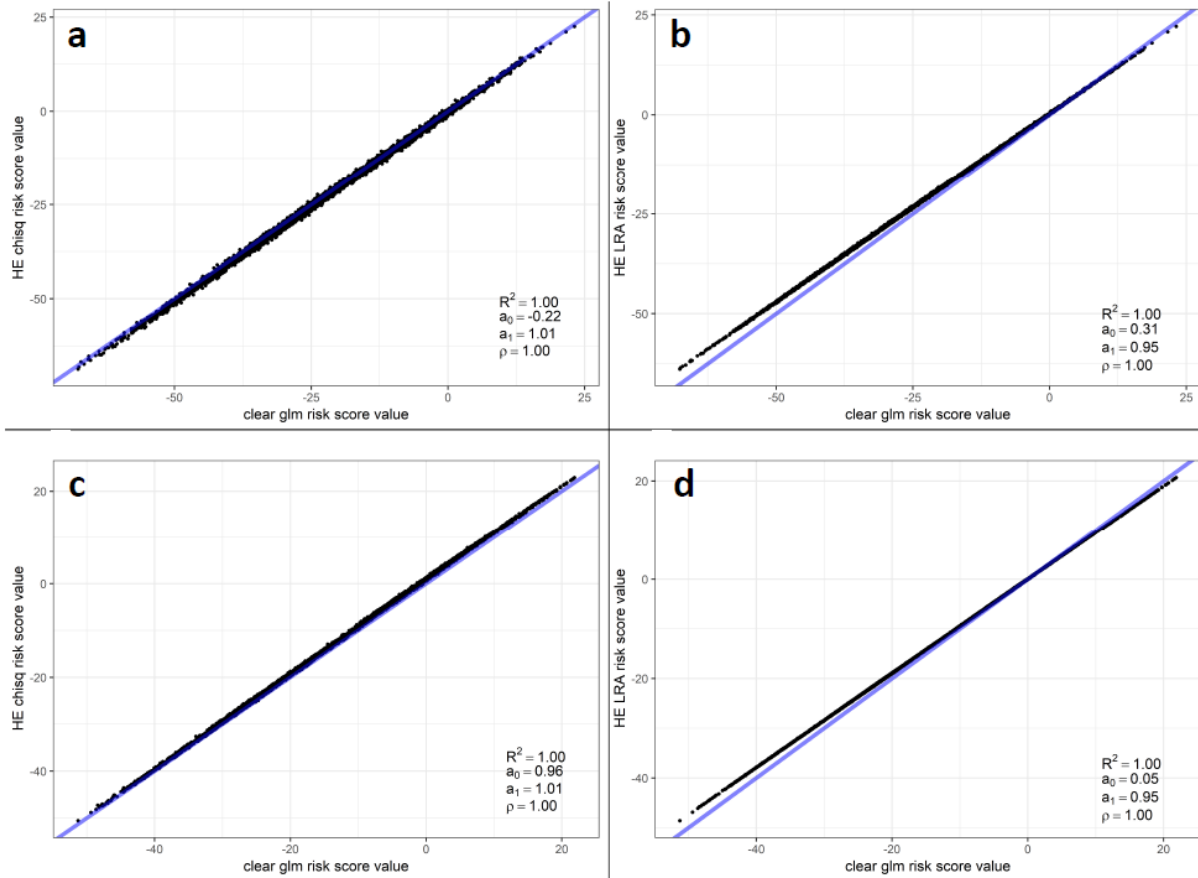 a
HE chisq risk score value
25
0
-25
-50
R² = 1.00
a₀ = -0.22
a₁ = 1.01
ρ = 1.00
-50
-25
0
25
clear glm risk score value
b
HE LRA risk score value
25
0
-25
-50
R² = 1.00
a₀ = 0.31
a₁ = 0.95
ρ = 1.00
-50
-25
0
25
clear glm risk score value
c
HE chisq risk score value
20
0
-20
-40
R² = 1.00
a₀ = 0.96
a₁ = 1.01
ρ = 1.00
-40
-20
0
20
clear glm risk score value
d
HE LRA risk score value
20
0
-20
-40
R² = 1.00
a₀ = 0.05
a₁ = 0.95
ρ = 1.00
-40
-20
0
20
clear glm risk score value